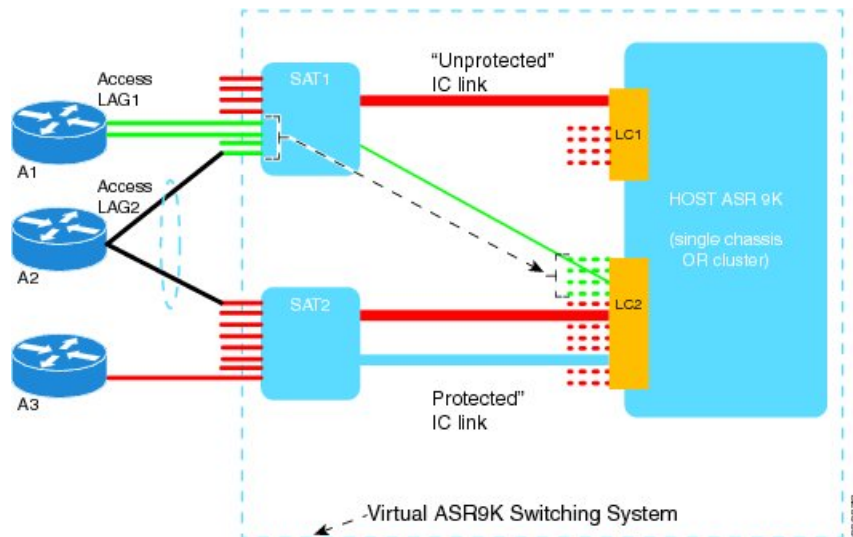 "Unprotected"
IC link
SAT1
Access
LAG1
LC1
A1
Access
LAG2
HOST ASR 9K
(single chassis
OR cluster)
A2
SAT2
LC2
A3
Protected"
IC link
Virtual ASR9K Switching System